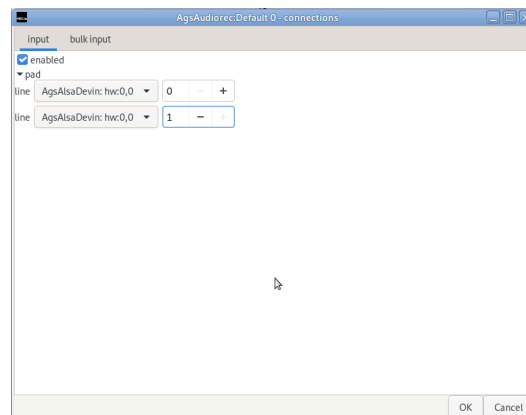 AgsAudiorec:Default 0 - connections
input bulk input
enabled
pad
line AgsAlsaDevin: hw:0,0 0 − +
line AgsAlsaDevin: hw:0,0 1 − +
OK Cancel